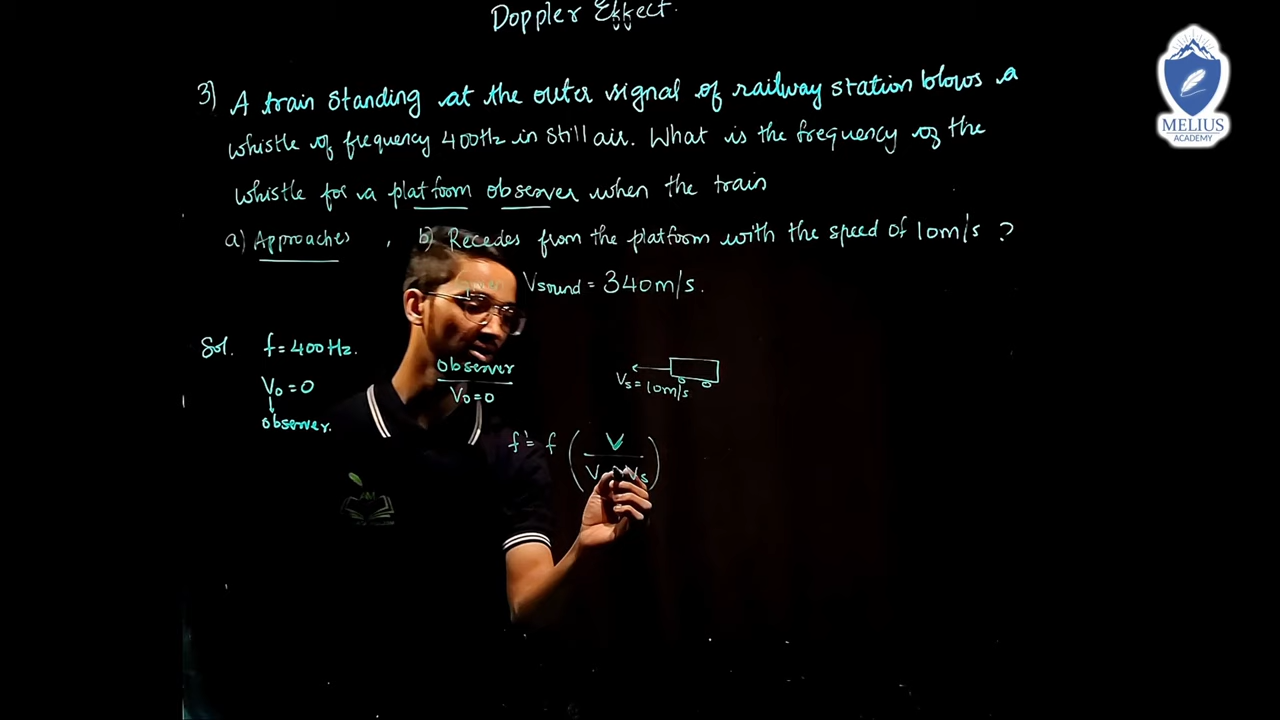 Doppler Effect.
3) A train standing at the outer signal of railway station blows a
whistle of frequency 400Hz in still air. What is the frequency of the
whistle for a platform observer when the train
a) Approaches , b) Recedes from the platform with the speed of 10m/s ?
given Vsound = 340m/s.
Sol. f = 400Hz.
V₀ = 0
observer.
observer
V₀ = 0
Vs = 10m/s
f' = f ( V / V Vs )
MELIUS
ACADEMY